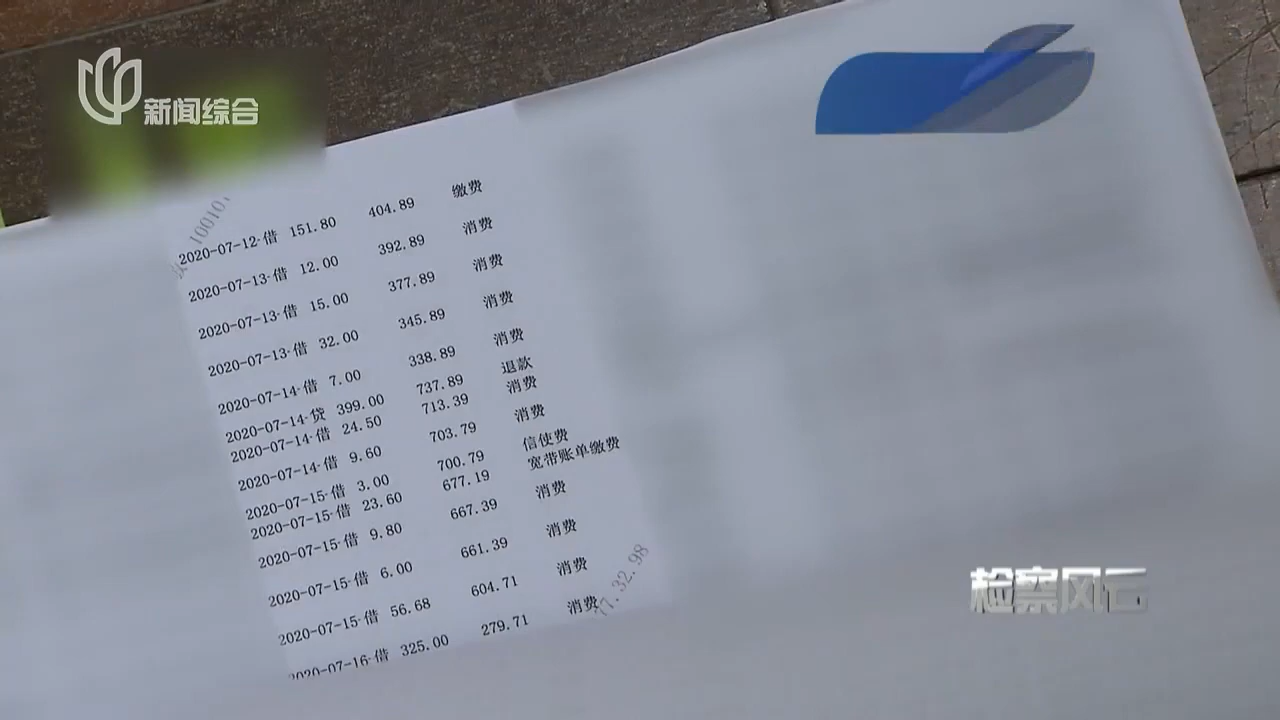 新闻综合
10010
2020-07-12 借 151.80 404.89 缴费
2020-07-13 借 12.00 392.89 消费
2020-07-13 借 15.00 377.89 消费
2020-07-13 借 32.00 345.89 消费
2020-07-14 借 7.00 338.89 消费
2020-07-14 贷 399.00 737.89 退款
2020-07-14 借 24.50 713.39 消费
2020-07-14 借 9.60 703.79 消费
2020-07-15 借 3.00 700.79 信使费
2020-07-15 借 23.60 677.19 宽带账单缴费
2020-07-15 借 9.80 667.39 消费
2020-07-15 借 6.00 661.39 消费
2020-07-15 借 56.68 604.71 消费
2020-07-16 借 325.00 279.71 消费
7.32.98
检察风云